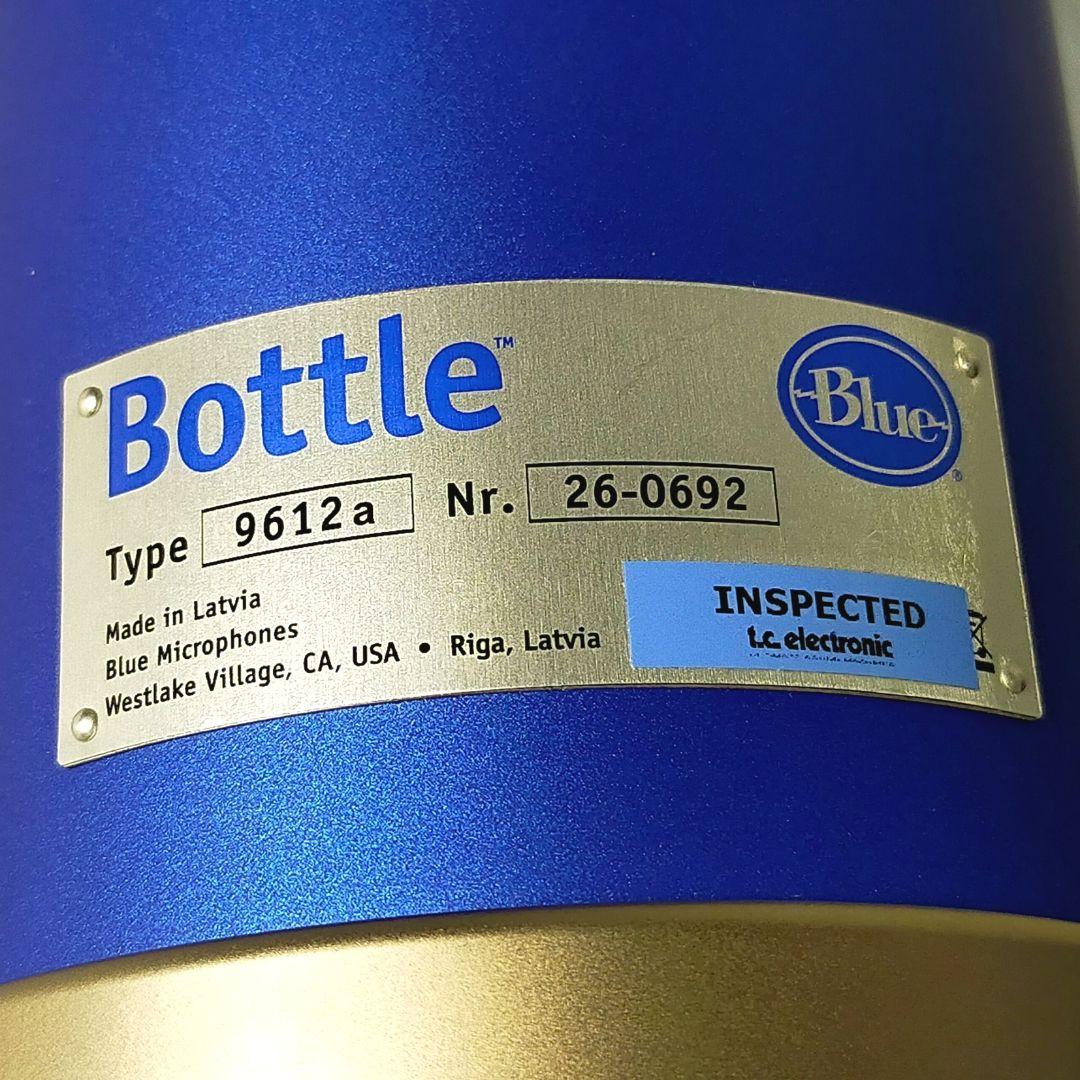 Bottle™
Blue®
Type 9612a Nr. 26-0692
Made in Latvia
Blue Microphones
Westlake Village, CA, USA • Riga, Latvia
INSPECTED
t.c. electronic